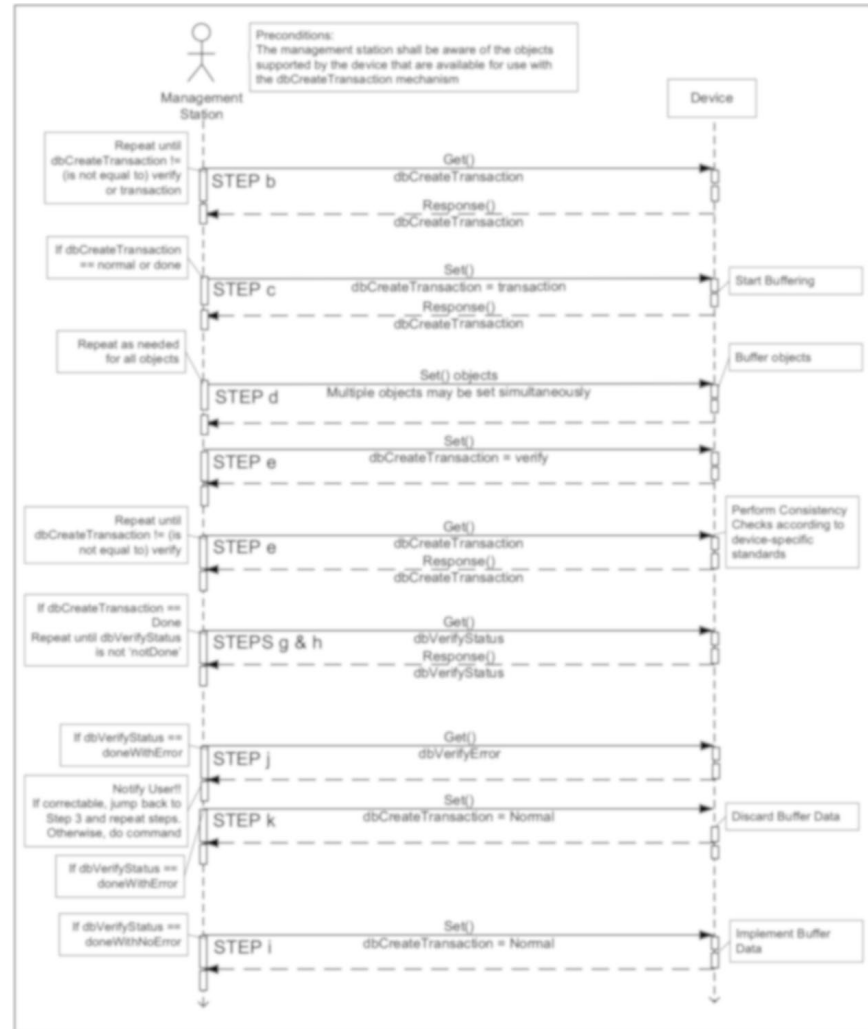 Preconditions:
The management station shall be aware of the objects
supported by the device that are available for use with
the dbCreateTransaction mechanism
Management
Station
Device
Repeat until
dbCreateTransaction !=
(is not equal to) verify
or transaction
Get()
dbCreateTransaction
STEP b
Response()
dbCreateTransaction
If dbCreateTransaction
== normal or done
Set()
dbCreateTransaction = transaction
STEP c
Start Buffering
Response()
dbCreateTransaction
Repeat as needed
for all objects
Set() objects
Multiple objects may be set simultaneously
STEP d
Buffer objects
Set()
dbCreateTransaction = verify
STEP e
Repeat until
dbCreateTransaction != (is
not equal to) verify
Get()
dbCreateTransaction
STEP e
Response()
dbCreateTransaction
Perform Consistency
Checks according to
device-specific
standards
If dbCreateTransaction ==
Done
Repeat until dbVerifyStatus
is not 'notDone'
Get()
dbVerifyStatus
STEPS g & h
Response()
dbVerifyStatus
If dbVerifyStatus ==
doneWithError
Get()
dbVerifyError
STEP j
Notify User!!
If correctable, jump back to
Step 3 and repeat steps.
Otherwise, do command
Set()
dbCreateTransaction = Normal
STEP k
Discard Buffer Data
If dbVerifyStatus ==
doneWithError
If dbVerifyStatus ==
doneWithNoError
Set()
dbCreateTransaction = Normal
STEP i
Implement Buffer
Data